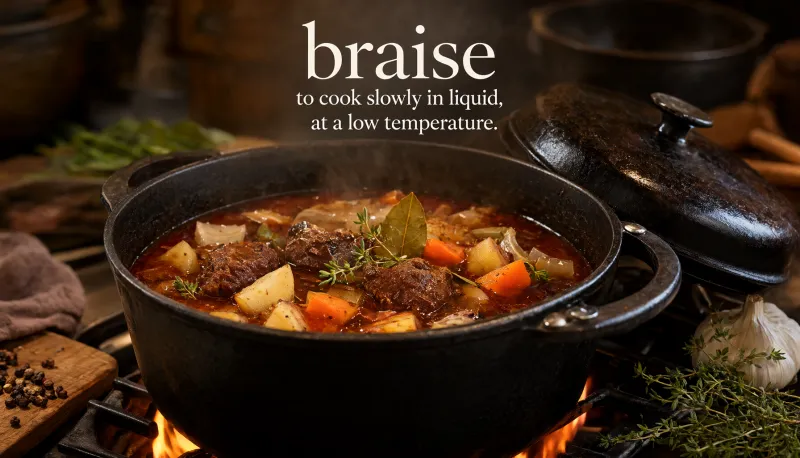 braise
to cook slowly in liquid,
at a low temperature.